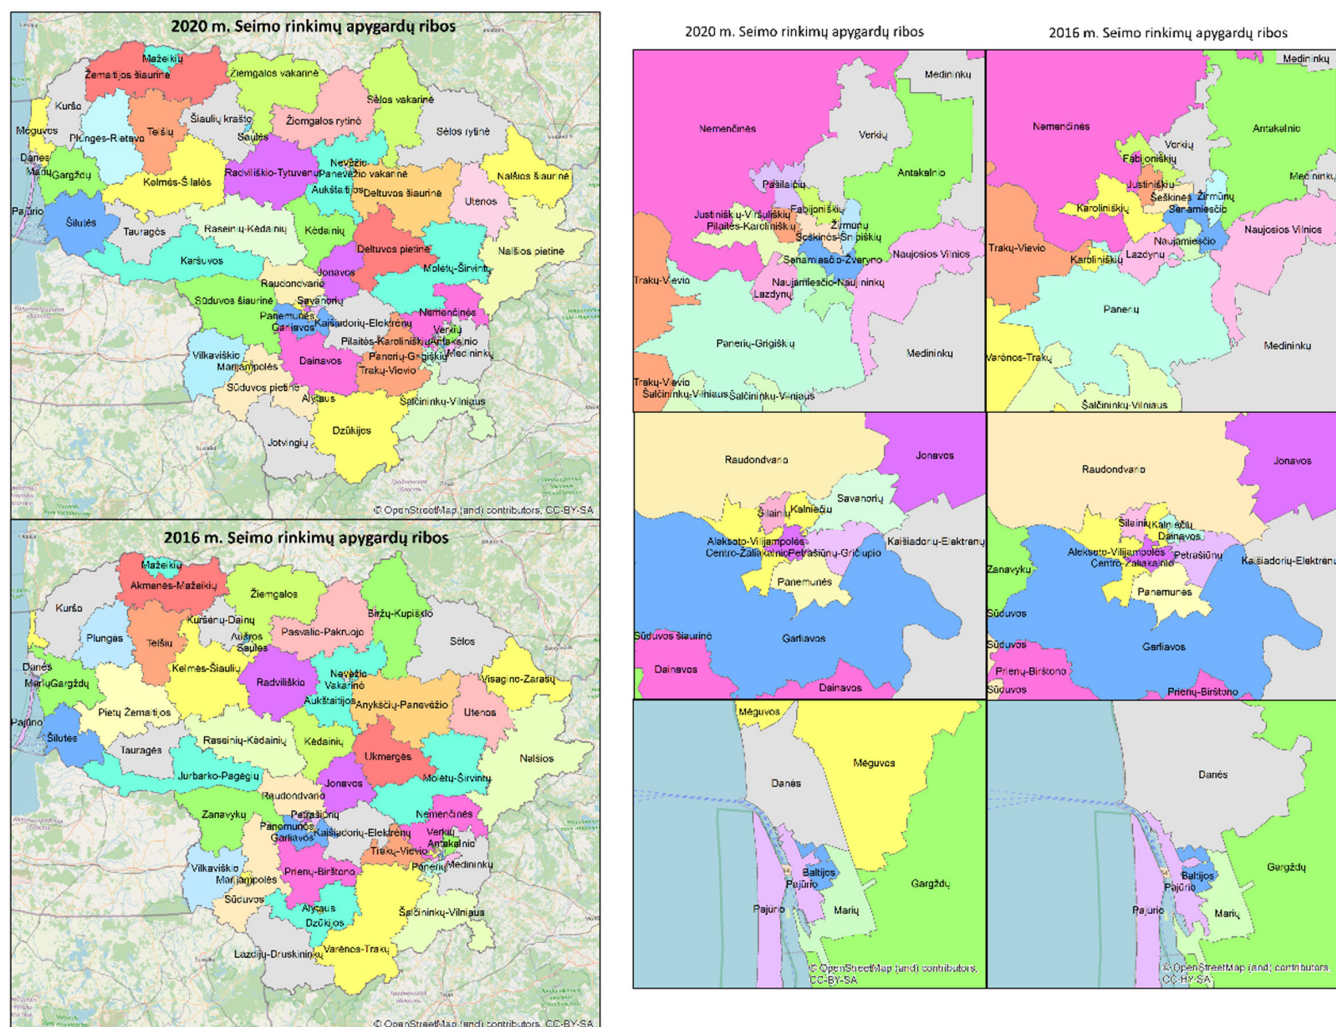 2020 m. Seimo rinkimų apygardų ribos
Mažeikių
Žemaitijos šiaurinė
Žiemgalos vakarinė
Kuršo
Sėlos vakarinė
Šiaulių krašto
Žiemgalos rytinė
Sėlos rytinė
Mėguvos
Plungės-Rietavo
Telšių
Saulės
Danės
Marių
Gargždų
Kelmės-Šilalės
Radviliškio-Tytuvėnų
Nevėžio
Panevėžio vakarinė
Aukštaitijos
Deltuvos šiaurinė
Nalšios šiaurinė
Utenos
Pajūrio
Šilutės
Tauragės
Raseinių-Kėdainių
Kėdainių
Deltuvos pietinė
Nalšios pietinė
Karšuvos
Jonavos
Molėtų-Širvintų
Raudondvario
Sūduvos šiaurinė
Savanorių
Panemunės
Garliavos
Kaišiadorių-Elektrėnų
Nemenčinės
Verkių
Pilaitės-Karoliniškių
Antakalnio
Vilkaviškio
Marijampolės
Dainavos
Panerių-Grigiškių
Medininkų
Trakų-Vievio
Sūduvos pietinė
Alytaus
Šalčininkų-Vilniaus
Dzūkijos
Jotvingių
© OpenStreetMap (and) contributors, CC-BY-SA
2016 m. Seimo rinkimų apygardų ribos
Mažeikių
Akmenės-Mažeikių
Žiemgalos
Kuršo
Biržų-Kupiškio
Kuršėnų-Dainų
Plungės
Telšių
Aušros
Saulės
Pasvalio-Pakruojo
Sėlos
Danės
Marių
Gargždų
Kelmės-Šiaulių
Radviliškio
Nevėžio
Vakarinė
Aukštaitijos
Visagino-Zarasų
Anykščių-Panevėžio
Utenos
Pietų Žemaitijos
Pajūrio
Šilutės
Tauragės
Raseinių-Kėdainių
Kėdainių
Ukmergės
Nalšios
Jurbarko-Pagėgių
Jonavos
Molėtų-Širvintų
Raudondvario
Zanavykų
Petrašiūnų
Panemunės
Garliavos
Kaišiadorių-Elektrėnų
Nemenčinės
Verkių
Antakalnio
Trakų-Vievio
Panerių
Medininkų
Vilkaviškio
Marijampolės
Prienų-Birštono
Sūduvos
Alytaus
Dzūkijos
Šalčininkų-Vilniaus
Lazdijų-Druskininkų
Varėnos-Trakų
© OpenStreetMap (and) contributors, CC-BY-SA
2020 m. Seimo rinkimų apygardų ribos
Medininkų
Nemenčinės
Verkių
Antakalnio
Pašilaičių
Fabijoniškių
Justiniškių-Viršuliškių
Pilaitės-Karoliniškių
Žirmūnų
Šeškinės-Šnipiškių
Senamiesčio-Žvėryno
Naujosios Vilnios
Trakų-Vievio
Lazdynų
Naujamiesčio-Naujininkų
Panerių-Grigiškių
Medininkų
Trakų-Vievio
Šalčininkų-Vilniaus
Šalčininkų-Vilniaus
2016 m. Seimo rinkimų apygardų ribos
Medininkų
Nemenčinės
Antakalnio
Verkių
Fabijoniškių
Justiniškių
Medininkų
Šeškinės
Žirmūnų
Karoliniškių
Senamiesčio
Naujosios Vilnios
Trakų-Vievio
Naujamiesčio
Karoliniškių
Lazdynų
Panerių
Medininkų
Varėnos-Trakų
Šalčininkų-Vilniaus
Raudondvario
Jonavos
Savanorių
Šilainių
Kalniečių
Aleksoto-Vilijampolės
Centro-Žaliakalnio
Petrašiūnų-Gričiupio
Kaišiadorių-Elektrėnų
Panemunės
Garliavos
Sūduvos šiaurinė
Dainavos
Dainavos
Raudondvario
Jonavos
Šilainių
Kalniečių
Dainavos
Aleksoto-Vilijampolės
Centro-Žaliakalnio
Petrašiūnų
Kaišiadorių-Elektrėnų
Zanavykų
Panemunės
Sūduvos
Garliavos
Sūduvos
Prienų-Birštono
Sūduvos
Prienų-Birštono
Mėguvos
Danės
Mėguvos
Baltijos
Pajūrio
Gargždų
Pajūrio
Marių
© OpenStreetMap (and) contributors,
CC-BY-SA
Danės
Baltijos
Pajūrio
Gargždų
Pajūrio
Marių
© OpenStreetMap (and) contributors,
CC-BY-SA